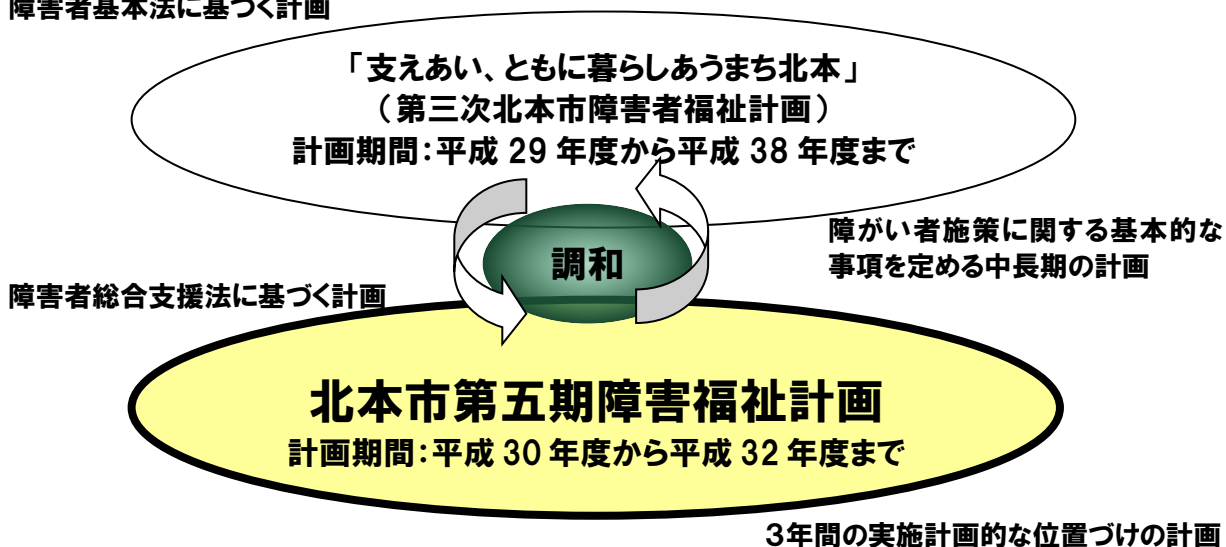 障害者基本法に基づく計画
「支えあい、ともに暮らしあうまち北本」
（第三次北本市障害者福祉計画）
計画期間：平成 29 年度から平成 38 年度まで
調和
障がい者施策に関する基本的な
事項を定める中長期の計画
障害者総合支援法に基づく計画
北本市第五期障害福祉計画
計画期間：平成 30 年度から平成 32 年度まで
３年間の実施計画的な位置づけの計画